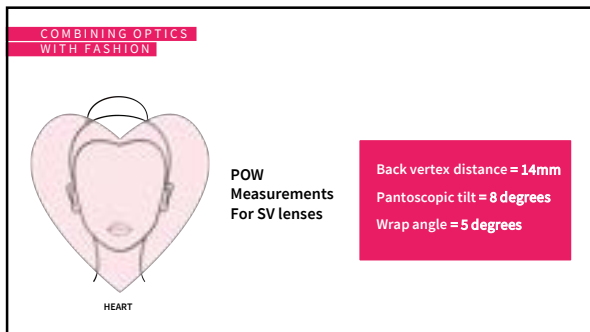 COMBINING OPTICS
WITH FASHION
POW
Measurements
For SV lenses
Back vertex distance = 14mm
Pantoscopic tilt = 8 degrees
Wrap angle = 5 degrees
HEART